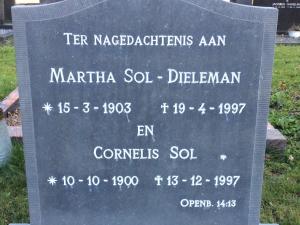 TER NAGEDACHTENIS AAN
MARTHA SOL - DIELEMAN
* 15 - 3 - 1903 ✝ 19 - 4 - 1997
EN
CORNELIS SOL
* 10 - 10 - 1900 ✝ 13 - 12 - 1997
OPENB. 14:13